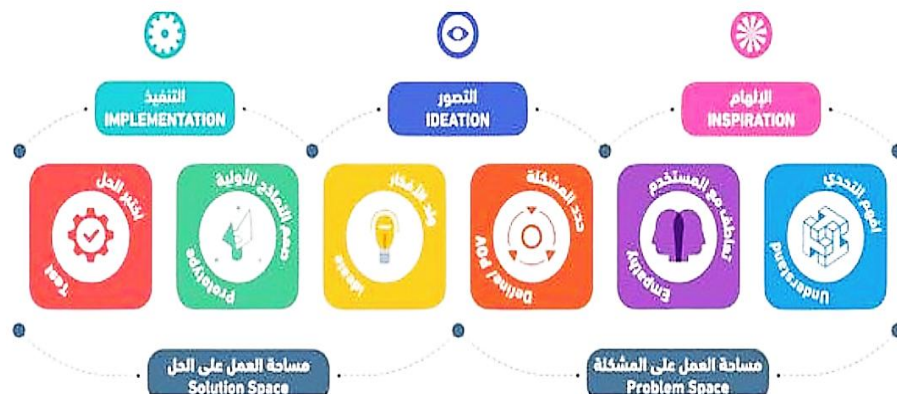 الإلهام
INSPIRATION
التصور
IDEATION
التنفيذ
IMPLEMENTATION
افهم التحدي
Understand
تعاطف مع المستخدم
Empathy
حدد المشكلة
Define/ POV
ولد الأفكار
Ideate
صمم النماذج الأولية
Prototype
اختبر الحل
Test
مساحة العمل على المشكلة
Problem Space
مساحة العمل على الحل
Solution Space